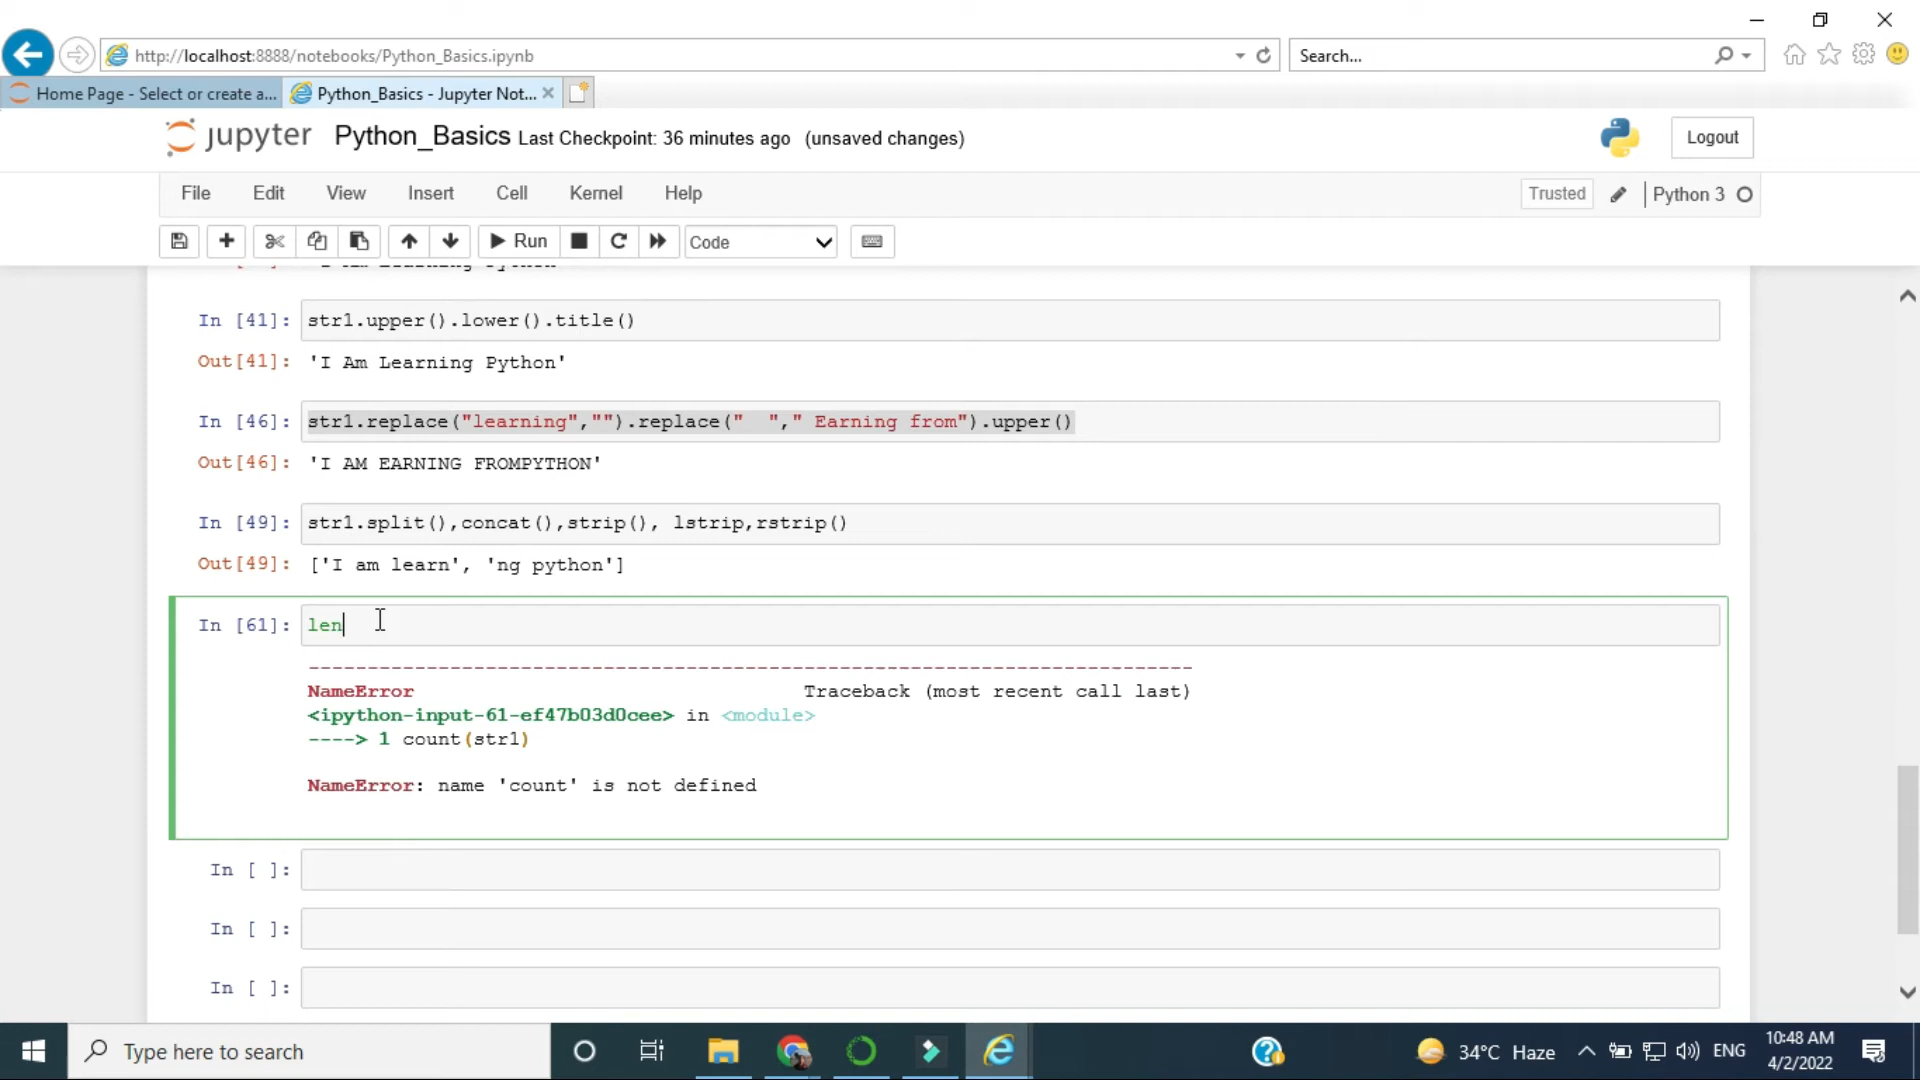 http://localhost:8888/notebooks/Python_Basics.ipynb
Search...
Home Page - Select or create a...
Python_Basics - Jupyter Not...
jupyter Python_Basics Last Checkpoint: 36 minutes ago (unsaved changes)
Logout
File Edit View Insert Cell Kernel Help
Trusted
Python 3
Run
Code
In [41]: str1.upper().lower().title()
Out[41]: 'I Am Learning Python'
In [46]: str1.replace("learning","").replace("  "," Earning from").upper()
Out[46]: 'I AM EARNING FROMPYTHON'
In [49]: str1.split(),concat(),strip(), lstrip,rstrip()
Out[49]: ['I am learn', 'ng python']
In [61]: len
---------------------------------------------------------------------------
NameError                                 Traceback (most recent call last)
<ipython-input-61-ef47b03d0cee> in <module>
----> 1 count(str1)
NameError: name 'count' is not defined
In [ ]:
In [ ]:
In [ ]:
Type here to search
34°C Haze
ENG
10:48 AM
4/2/2022